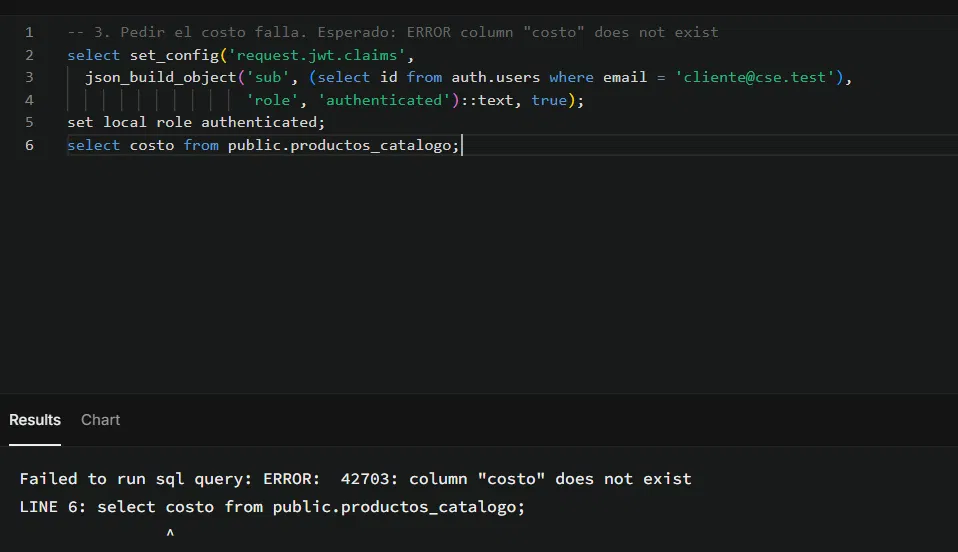 1 -- 3. Pedir el costo falla. Esperado: ERROR column "costo" does not exist
2 select set_config('request.jwt.claims',
3 json_build_object('sub', (select id from auth.users where email = 'cliente@cse.test'),
4 'role', 'authenticated')::text, true);
5 set local role authenticated;
6 select costo from public.productos_catalogo;
Results Chart
Failed to run sql query: ERROR: 42703: column "costo" does not exist
LINE 6: select costo from public.productos_catalogo;
^